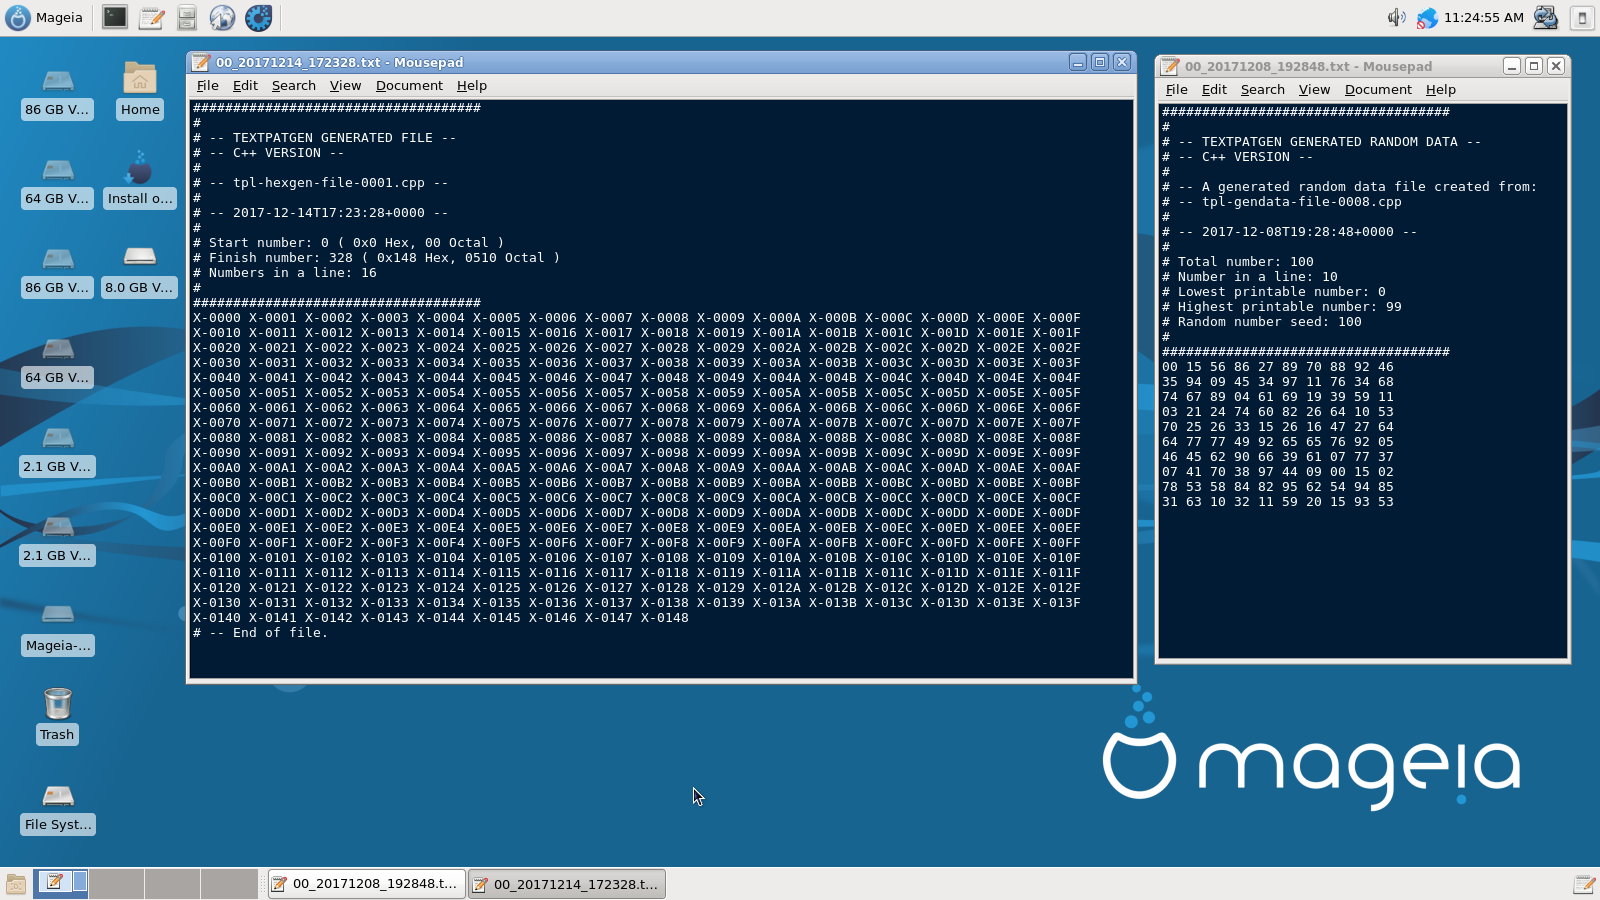 Mageia
11:24:55 AM
86 GB V...
Home
64 GB V...
Install o...
86 GB V...
8.0 GB V...
64 GB V...
2.1 GB V...
2.1 GB V...
Mageia-...
Trash
File Syst...
00_20171214_172328.txt - Mousepad
File Edit Search View Document Help
####################################
#
# -- TEXTPATGEN GENERATED FILE --
# -- C++ VERSION --
#
# -- tpl-hexgen-file-0001.cpp --
#
# -- 2017-12-14T17:23:28+0000 --
#
# Start number: 0 ( 0x0 Hex, 00 Octal )
# Finish number: 328 ( 0x148 Hex, 0510 Octal )
# Numbers in a line: 16
#
####################################
X-0000 X-0001 X-0002 X-0003 X-0004 X-0005 X-0006 X-0007 X-0008 X-0009 X-000A X-000B X-000C X-000D X-000E X-000F
X-0010 X-0011 X-0012 X-0013 X-0014 X-0015 X-0016 X-0017 X-0018 X-0019 X-001A X-001B X-001C X-001D X-001E X-001F
X-0020 X-0021 X-0022 X-0023 X-0024 X-0025 X-0026 X-0027 X-0028 X-0029 X-002A X-002B X-002C X-002D X-002E X-002F
X-0030 X-0031 X-0032 X-0033 X-0034 X-0035 X-0036 X-0037 X-0038 X-0039 X-003A X-003B X-003C X-003D X-003E X-003F
X-0040 X-0041 X-0042 X-0043 X-0044 X-0045 X-0046 X-0047 X-0048 X-0049 X-004A X-004B X-004C X-004D X-004E X-004F
X-0050 X-0051 X-0052 X-0053 X-0054 X-0055 X-0056 X-0057 X-0058 X-0059 X-005A X-005B X-005C X-005D X-005E X-005F
X-0060 X-0061 X-0062 X-0063 X-0064 X-0065 X-0066 X-0067 X-0068 X-0069 X-006A X-006B X-006C X-006D X-006E X-006F
X-0070 X-0071 X-0072 X-0073 X-0074 X-0075 X-0076 X-0077 X-0078 X-0079 X-007A X-007B X-007C X-007D X-007E X-007F
X-0080 X-0081 X-0082 X-0083 X-0084 X-0085 X-0086 X-0087 X-0088 X-0089 X-008A X-008B X-008C X-008D X-008E X-008F
X-0090 X-0091 X-0092 X-0093 X-0094 X-0095 X-0096 X-0097 X-0098 X-0099 X-009A X-009B X-009C X-009D X-009E X-009F
X-00A0 X-00A1 X-00A2 X-00A3 X-00A4 X-00A5 X-00A6 X-00A7 X-00A8 X-00A9 X-00AA X-00AB X-00AC X-00AD X-00AE X-00AF
X-00B0 X-00B1 X-00B2 X-00B3 X-00B4 X-00B5 X-00B6 X-00B7 X-00B8 X-00B9 X-00BA X-00BB X-00BC X-00BD X-00BE X-00BF
X-00C0 X-00C1 X-00C2 X-00C3 X-00C4 X-00C5 X-00C6 X-00C7 X-00C8 X-00C9 X-00CA X-00CB X-00CC X-00CD X-00CE X-00CF
X-00D0 X-00D1 X-00D2 X-00D3 X-00D4 X-00D5 X-00D6 X-00D7 X-00D8 X-00D9 X-00DA X-00DB X-00DC X-00DD X-00DE X-00DF
X-00E0 X-00E1 X-00E2 X-00E3 X-00E4 X-00E5 X-00E6 X-00E7 X-00E8 X-00E9 X-00EA X-00EB X-00EC X-00ED X-00EE X-00EF
X-00F0 X-00F1 X-00F2 X-00F3 X-00F4 X-00F5 X-00F6 X-00F7 X-00F8 X-00F9 X-00FA X-00FB X-00FC X-00FD X-00FE X-00FF
X-0100 X-0101 X-0102 X-0103 X-0104 X-0105 X-0106 X-0107 X-0108 X-0109 X-010A X-010B X-010C X-010D X-010E X-010F
X-0110 X-0111 X-0112 X-0113 X-0114 X-0115 X-0116 X-0117 X-0118 X-0119 X-011A X-011B X-011C X-011D X-011E X-011F
X-0120 X-0121 X-0122 X-0123 X-0124 X-0125 X-0126 X-0127 X-0128 X-0129 X-012A X-012B X-012C X-012D X-012E X-012F
X-0130 X-0131 X-0132 X-0133 X-0134 X-0135 X-0136 X-0137 X-0138 X-0139 X-013A X-013B X-013C X-013D X-013E X-013F
X-0140 X-0141 X-0142 X-0143 X-0144 X-0145 X-0146 X-0147 X-0148
# -- End of file.
00_20171208_192848.txt - Mousepad
File Edit Search View Document Help
####################################
#
# -- TEXTPATGEN GENERATED RANDOM DATA --
# -- C++ VERSION --
#
# -- A generated random data file created from:
# -- tpl-gendata-file-0008.cpp
#
# -- 2017-12-08T19:28:48+0000 --
#
# Total number: 100
# Number in a line: 10
# Lowest printable number: 0
# Highest printable number: 99
# Random number seed: 100
#
####################################
00 15 56 86 27 89 70 88 92 46
35 94 09 45 34 97 11 76 34 68
74 67 89 04 61 69 19 39 59 11
03 21 24 74 60 82 26 64 10 53
70 25 26 33 15 26 16 47 27 64
64 77 77 49 92 65 65 76 92 05
46 45 62 90 66 39 61 07 77 37
07 41 70 38 97 44 09 00 15 02
78 53 58 84 82 95 62 54 94 85
31 63 10 32 11 59 20 15 93 53
mageia
00_20171208_192848.t...
00_20171214_172328.t...